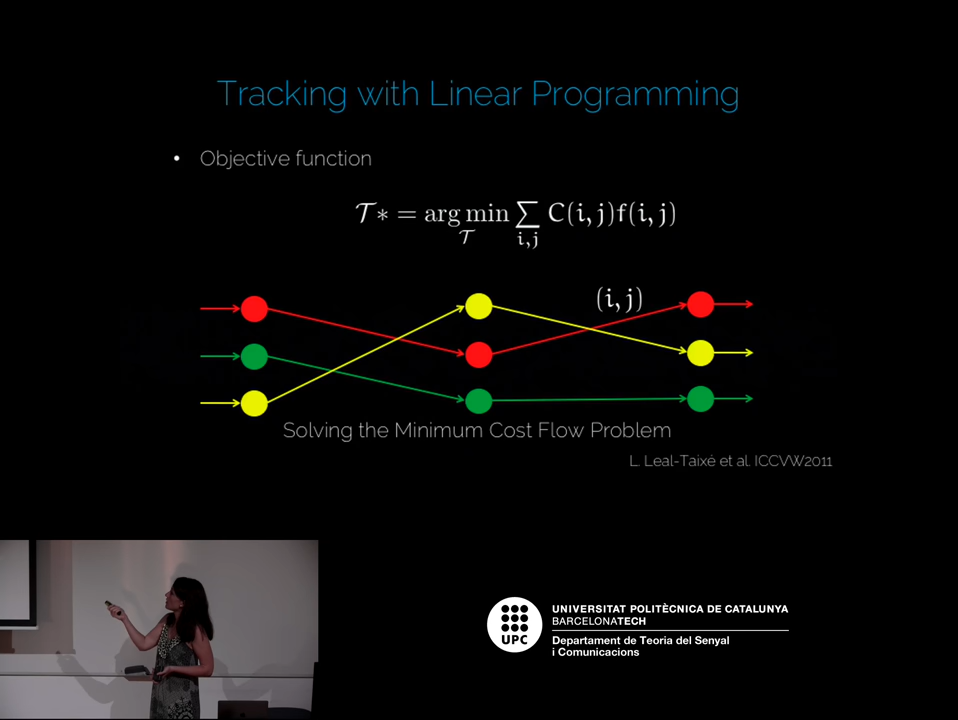 Tracking with Linear Programming
• Objective function
𝒯* = arg min ∑ C(i, j)f(i, j)
𝒯 i,j
(i, j)
Solving the Minimum Cost Flow Problem
L. Leal-Taixé et al. ICCVW2011
UPC
UNIVERSITAT POLITÈCNICA DE CATALUNYA
BARCELONATECH
Departament de Teoria del Senyal
i Comunicacions